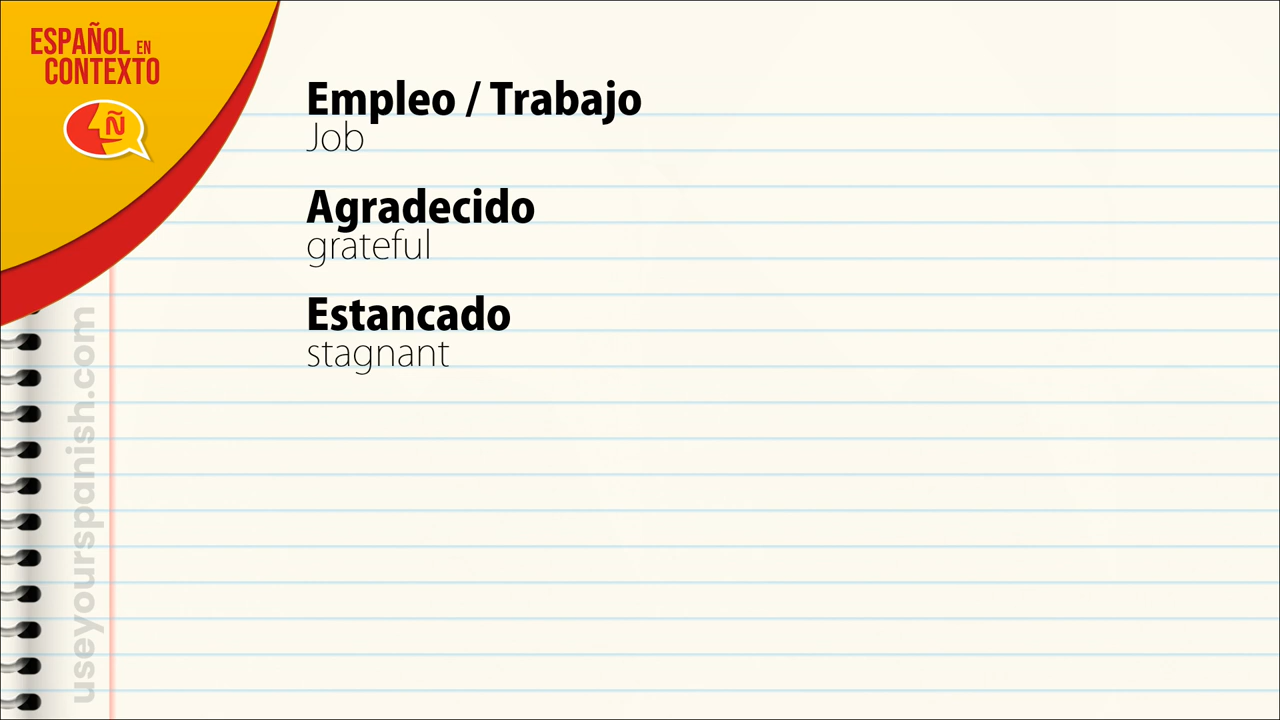 ESPAÑOL EN
CONTEXTO
Ñ
Empleo / Trabajo
Job
Agradecido
grateful
Estancado
stagnant
useyourspanish.com